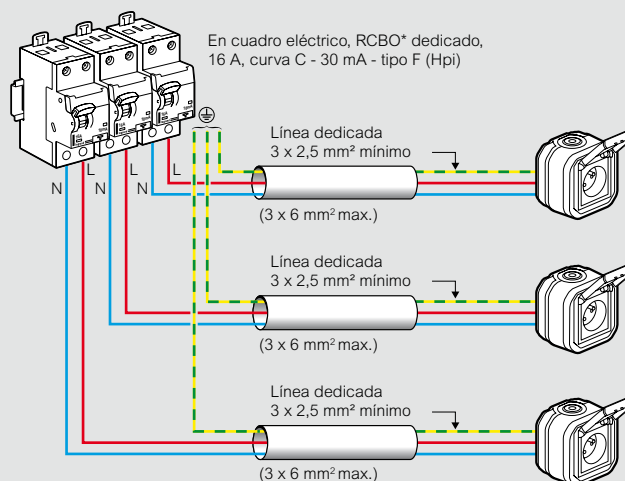 En cuadro eléctrico, RCBO* dedicado,
16 A, curva C - 30 mA - tipo F (Hpi)
N L N L N L
Línea dedicada
3 x 2,5 mm² mínimo
(3 x 6 mm² max.)
Línea dedicada
3 x 2,5 mm² mínimo
(3 x 6 mm² max.)
Línea dedicada
3 x 2,5 mm² mínimo
(3 x 6 mm² max.)